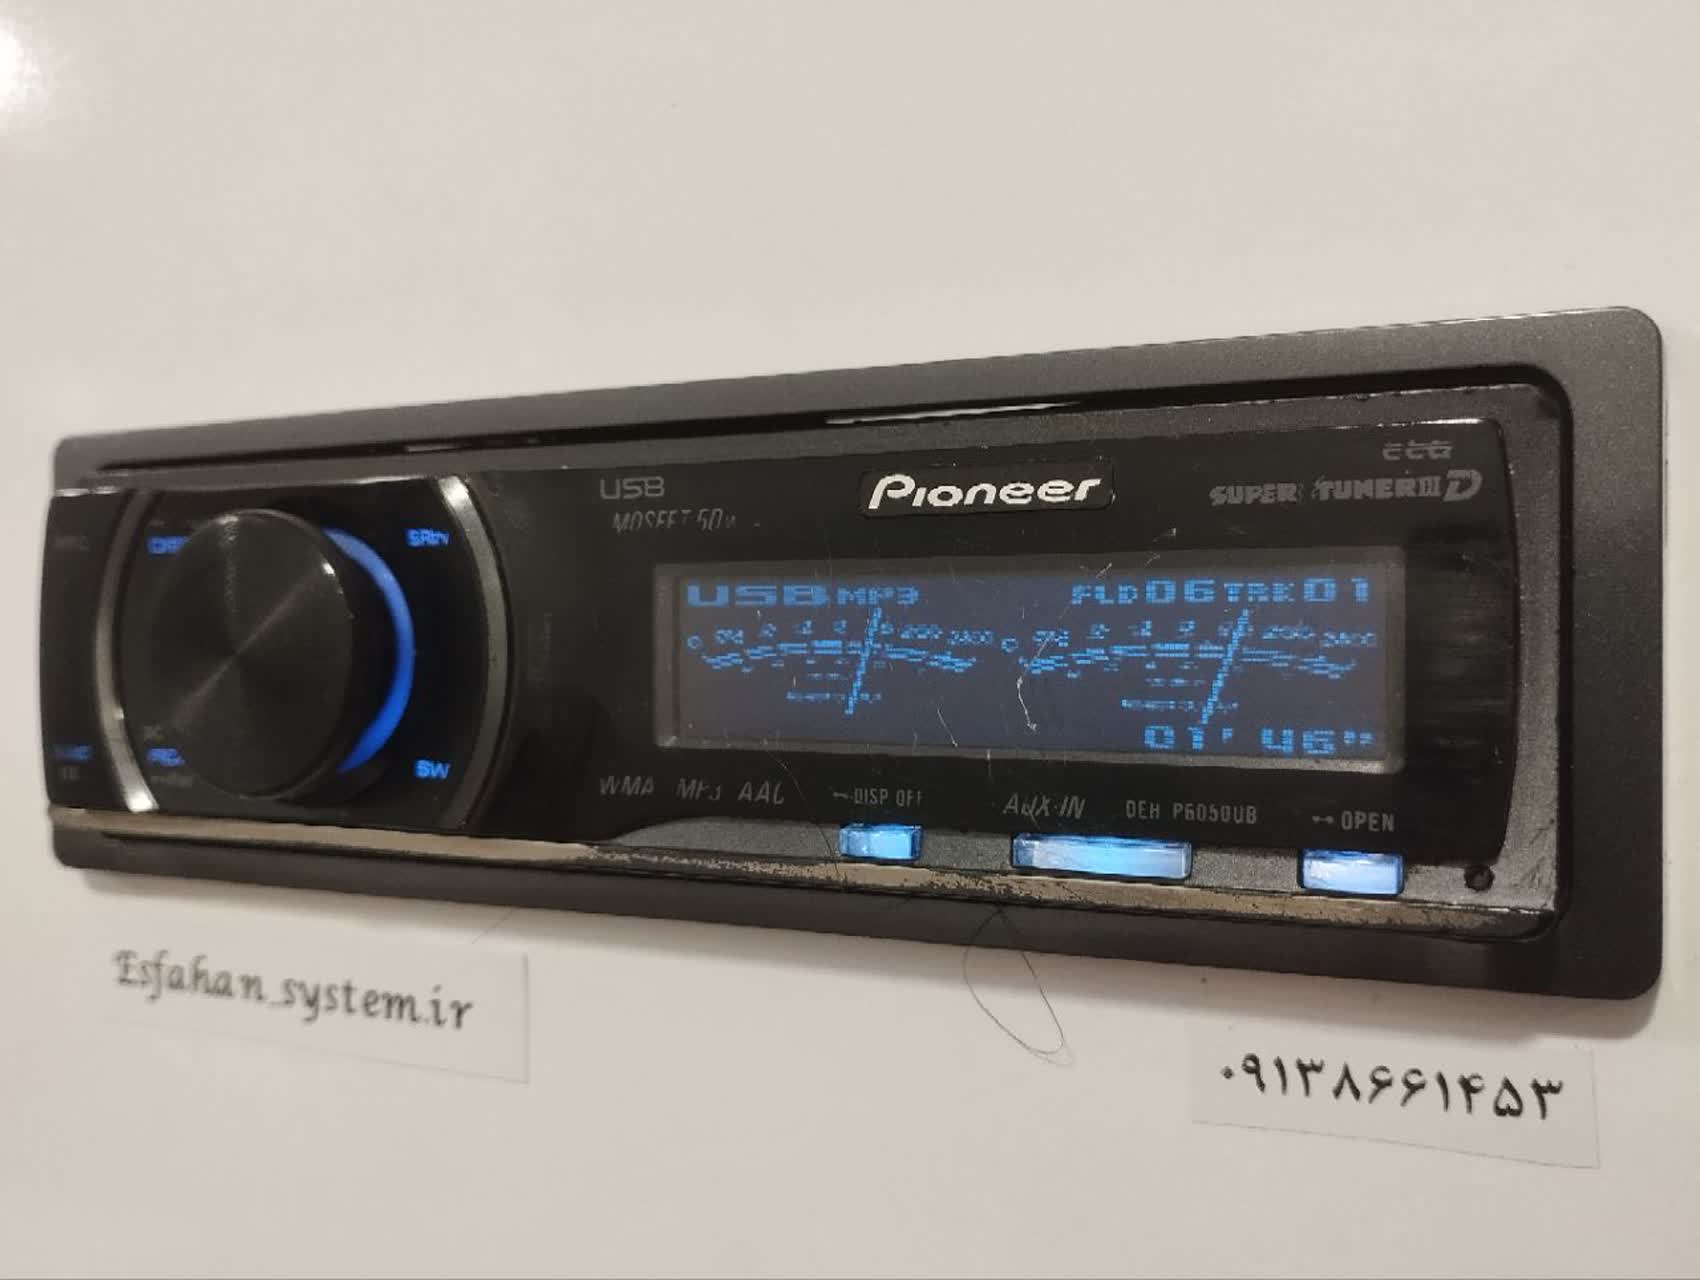 USB
Pioneer
SUPER TUNER III D
MOSFET 50
SRtrv
USB MP3 FLD 06 TRK 01
01' 46"
SW
WMA MP3 AAC
DISP OFF
AUX-IN
DEH P6050UB
OPEN
Esfahan_system.ir
۰۹۱۳۸۶۶۱۴۵۳